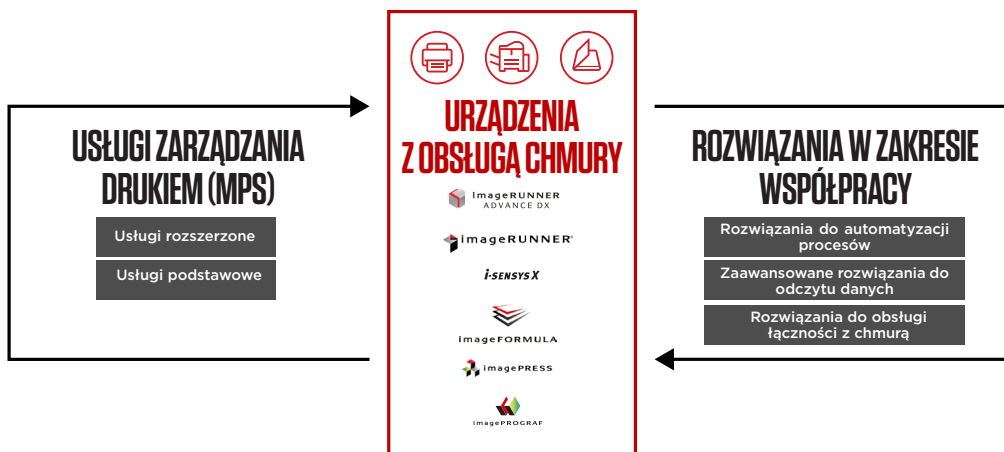 USŁUGI ZARZĄDZANIA
DRUKIEM (MPS)
Usługi rozszerzone
Usługi podstawowe
URZĄDZENIA
Z OBSŁUGĄ CHMURY
imageRUNNER
ADVANCE DX
imageRUNNER®
i-SENSYS X
imageFORMULA
imagePRESS
imagePROGRAF
ROZWIĄZANIA W ZAKRESIE
WSPÓŁPRACY
Rozwiązania do automatyzacji
procesów
Zaawansowane rozwiązania do
odczytu danych
Rozwiązania do obsługi
łączności z chmurą